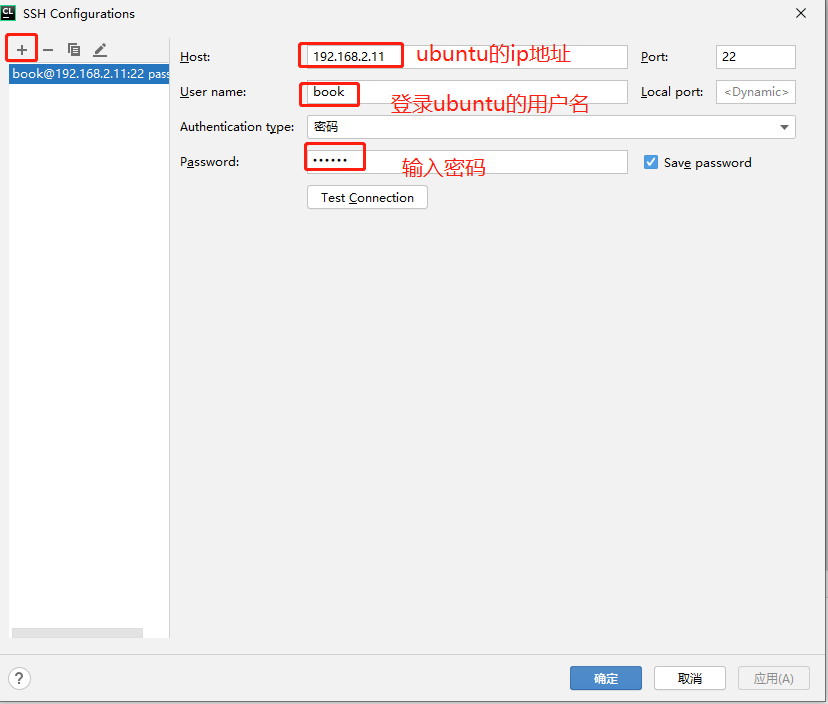 CL SSH Configurations
book@192.168.2.11:22 pass
Host: 192.168.2.11 ubuntu的ip地址 Port: 22
User name: book 登录ubuntu的用户名 Local port: <Dynamic>
Authentication type: 密码
Password: •••••• 输入密码 Save password
Test Connection
? 确定 取消 应用(A)